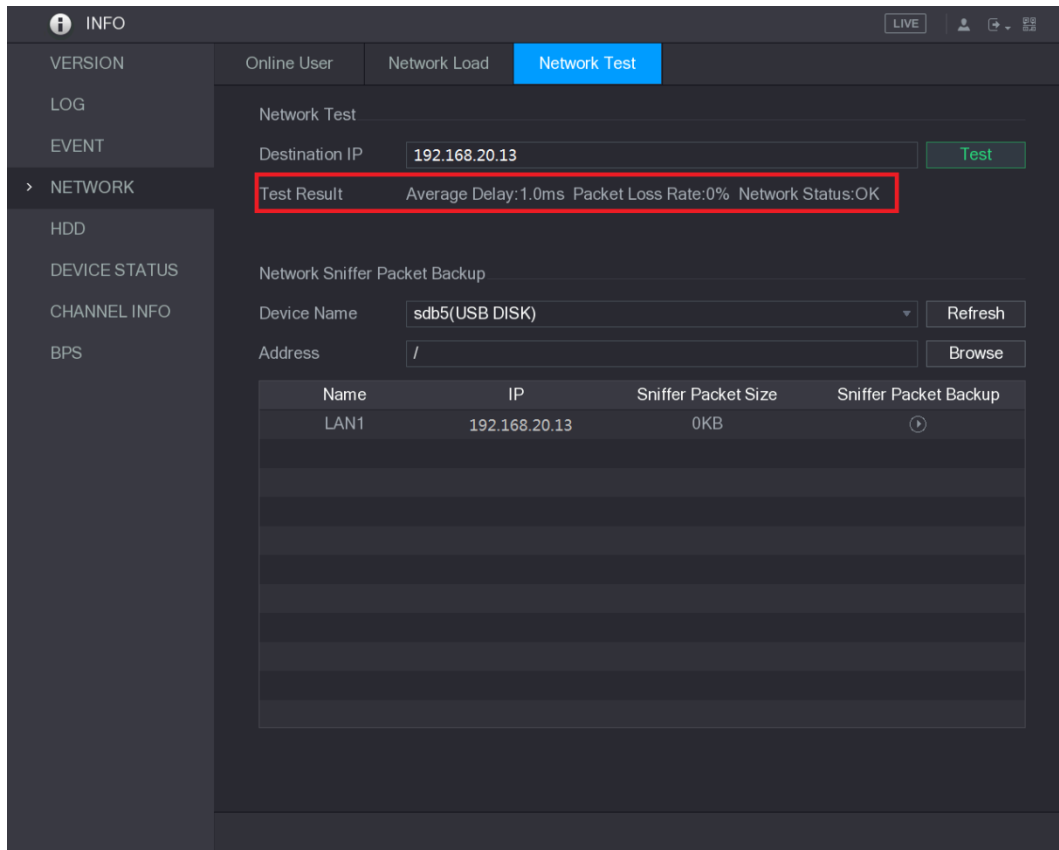 INFO LIVE
VERSION
LOG
EVENT
NETWORK
HDD
DEVICE STATUS
CHANNEL INFO
BPS
Online User Network Load Network Test
Network Test
Destination IP 192.168.20.13 Test
Test Result Average Delay:1.0ms Packet Loss Rate:0% Network Status:OK
Network Sniffer Packet Backup
Device Name sdb5(USB DISK) Refresh
Address / Browse
Name IP Sniffer Packet Size Sniffer Packet Backup
LAN1 192.168.20.13 0KB